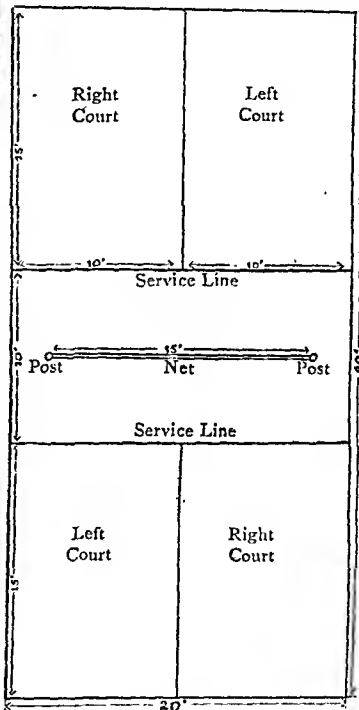 Right Left
Court Court
15'
10' 10'
Service Line
10'
15'
Post Net Post
40'
Service Line
Left Right
Court Court
15'
20'